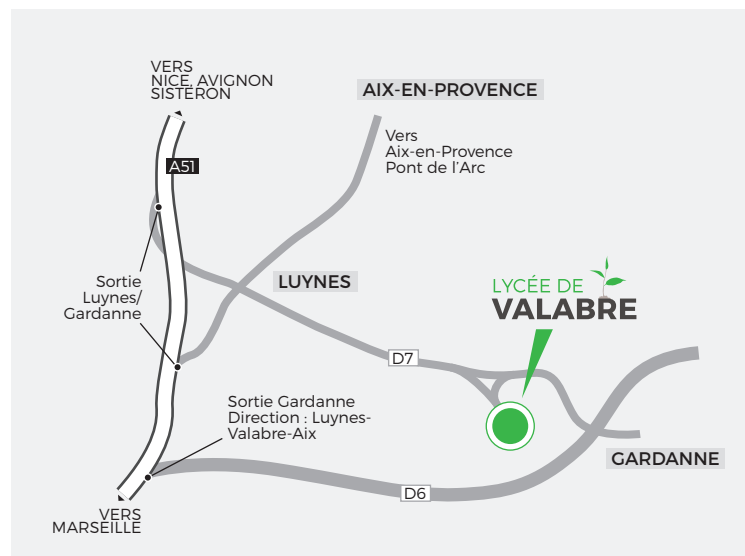 VERS
NICE, AVIGNON
SISTERON
AIX-EN-PROVENCE
Vers
Aix-en-Provence
Pont de l'Arc
A51
Sortie
Luynes/
Gardanne
LUYNES
LYCÉE DE
VALABRE
D7
Sortie Gardanne
Direction : Luynes-
Valabre-Aix
GARDANNE
D6
VERS
MARSEILLE